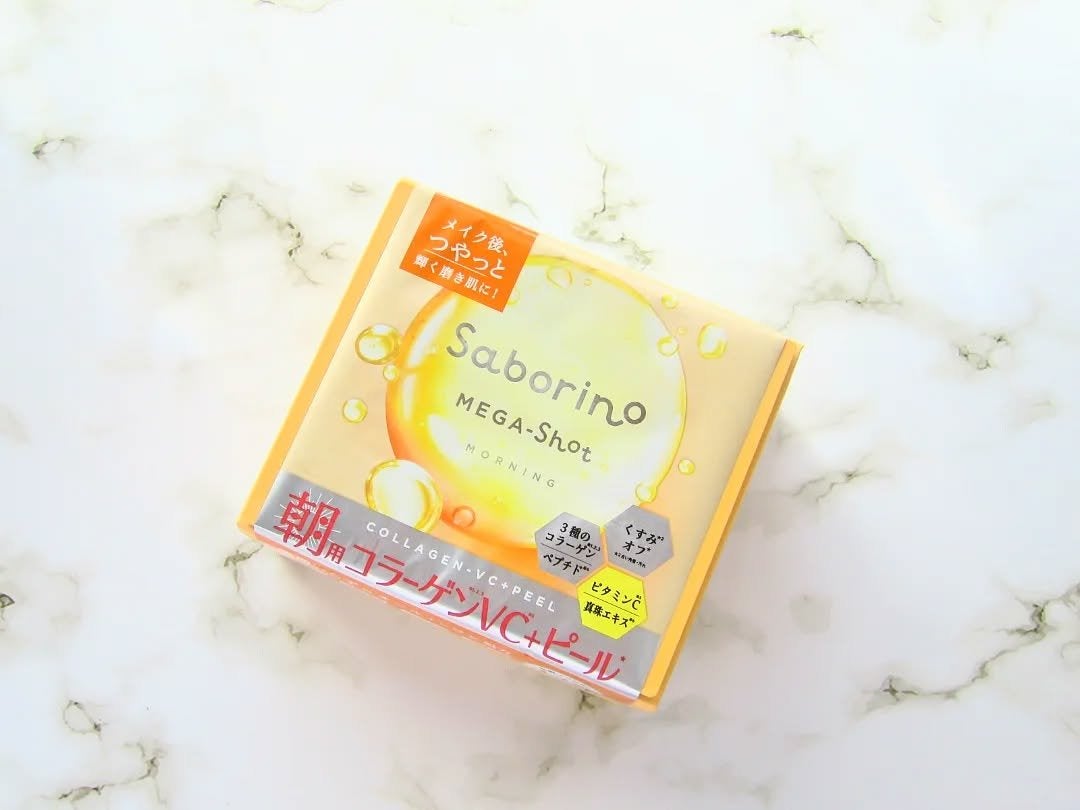 メイク後、
つやっと
輝く磨き肌に!
Saborino
MEGA-Shot
MORNING
3種の
コラーゲン
ペプチド
くすみ※2
オフ*
ビタミンC
真珠エキス
COLLAGEN-VC+PEEL
朝用コラーゲンVC+ピール*